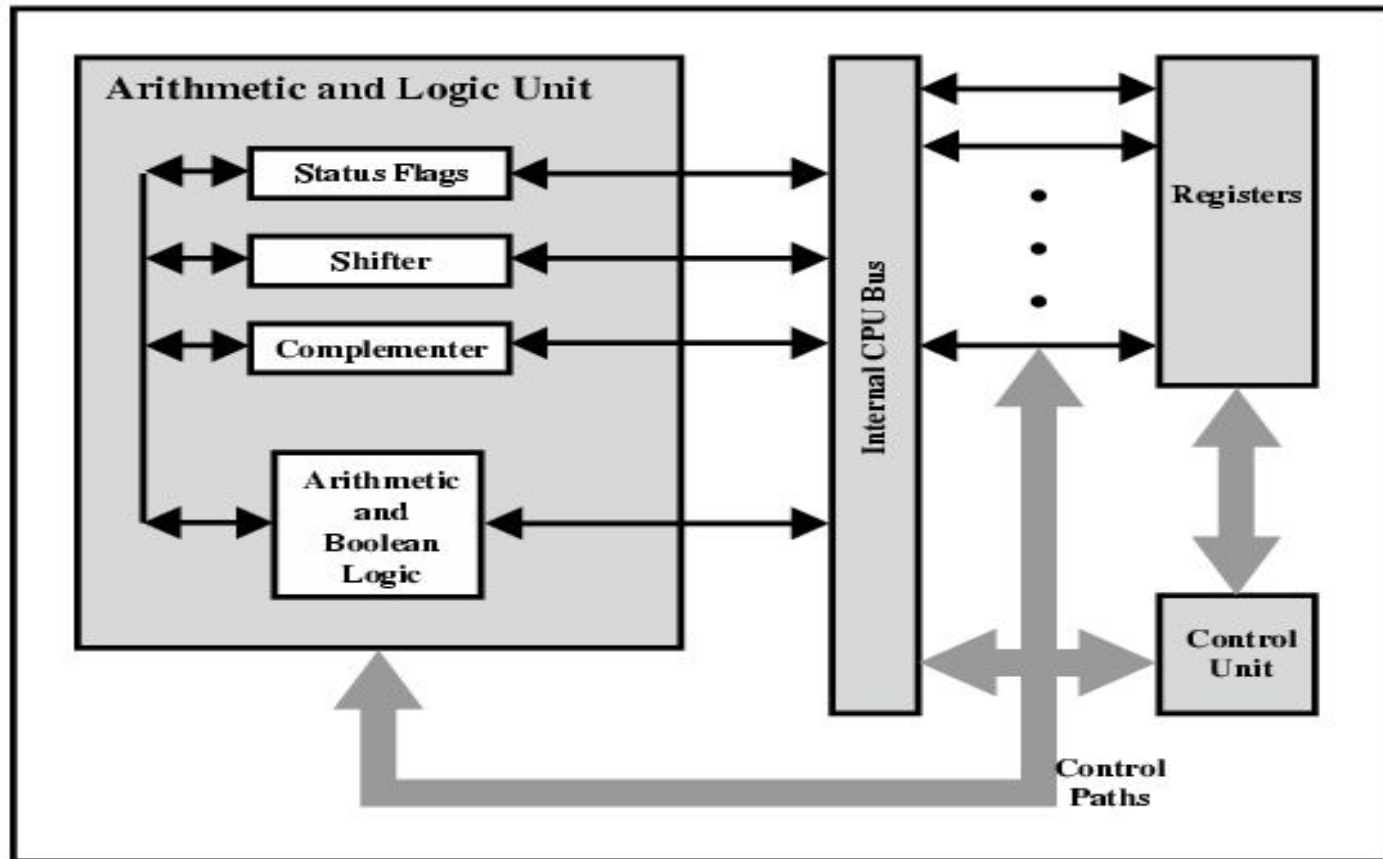 Arithmetic and Logic Unit
Status Flags
Shifter
Complementer
Arithmetic
and
Boolean
Logic
Internal CPU Bus
Registers
Control
Unit
Control
Paths